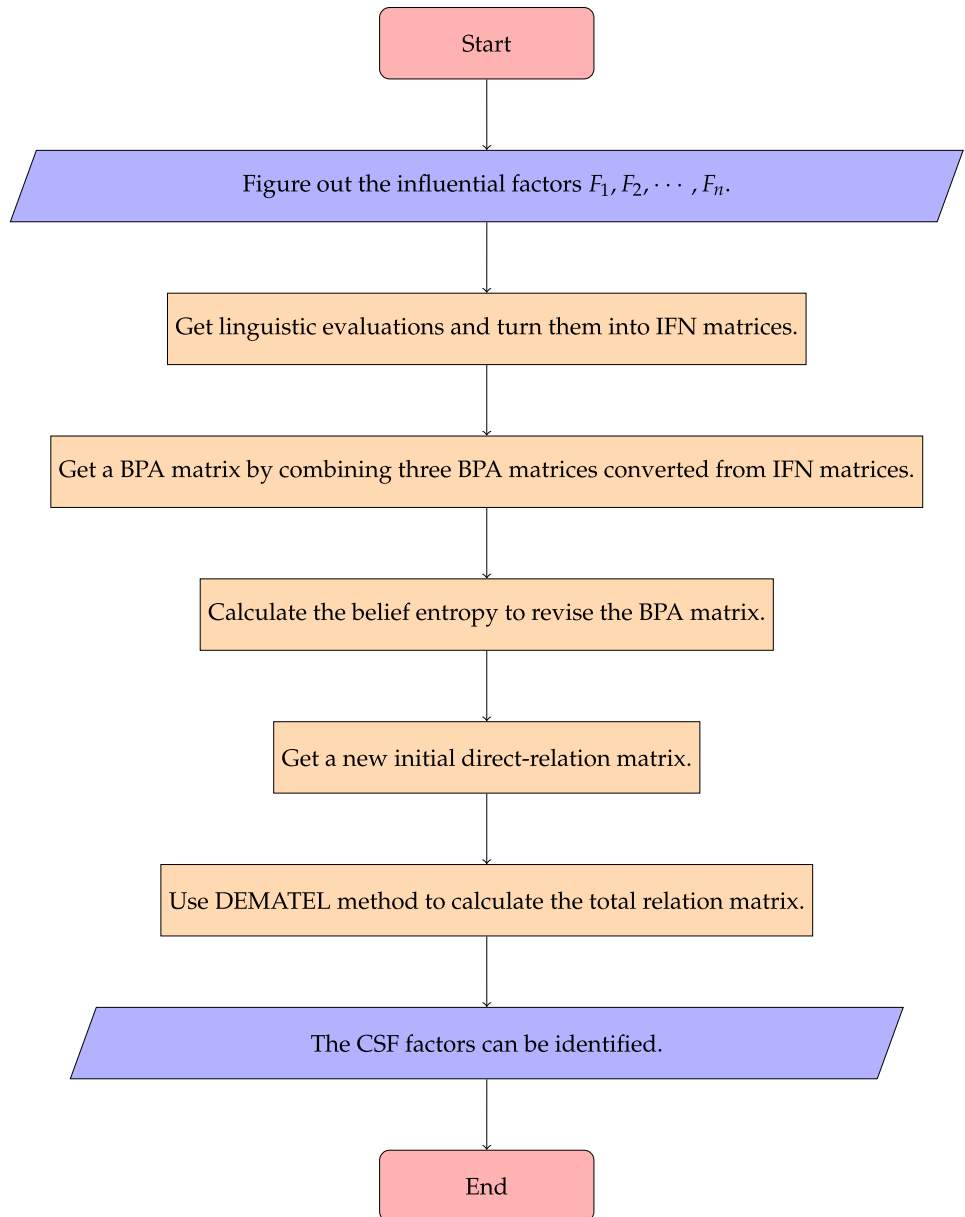 Start
Figure out the influential factors F₁, F₂, ⋯ , Fₙ.
Get linguistic evaluations and turn them into IFN matrices.
Get a BPA matrix by combining three BPA matrices converted from IFN matrices.
Calculate the belief entropy to revise the BPA matrix.
Get a new initial direct-relation matrix.
Use DEMATEL method to calculate the total relation matrix.
The CSF factors can be identified.
End